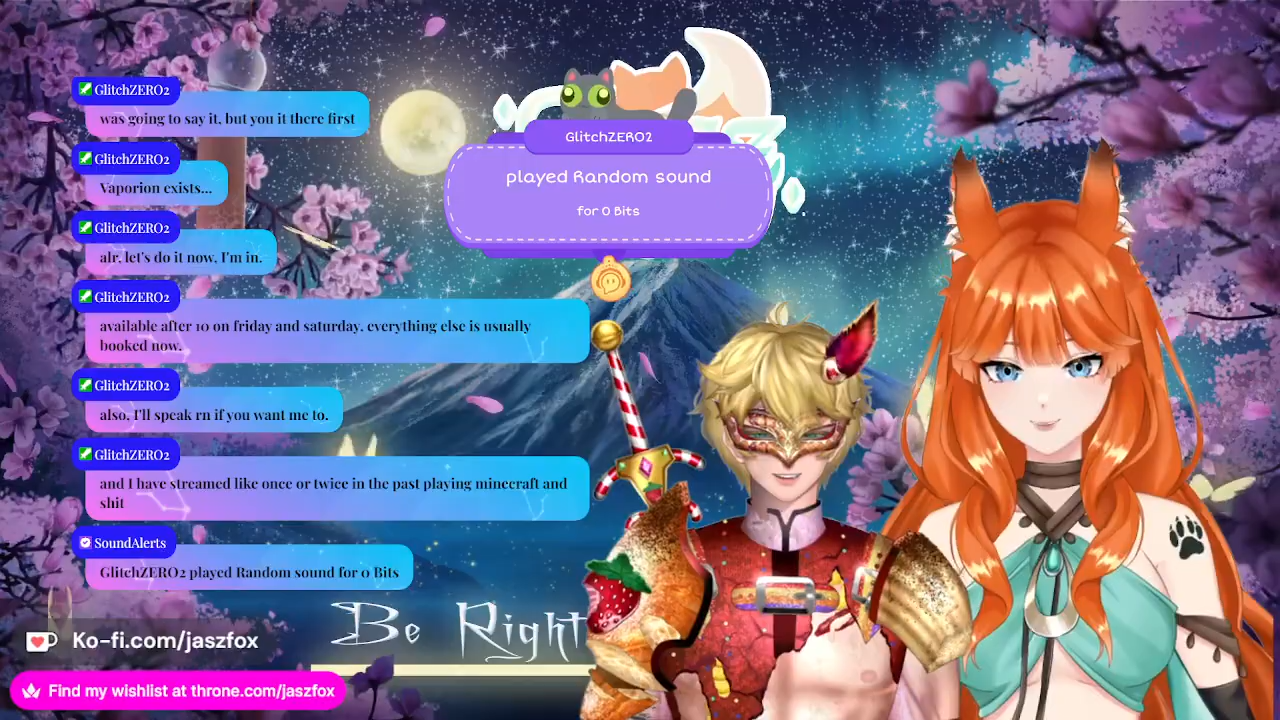 GlitchZERO2
was going to say it, but you it there first
GlitchZERO2
Vaporion exists...
GlitchZERO2
alr, let's do it now, I'm in.
GlitchZERO2
available after 10 on friday and saturday. everything else is usually
booked now.
GlitchZERO2
also, I'll speak rn if you want me to.
GlitchZERO2
and I have streamed like once or twice in the past playing minecraft and
shit
SoundAlerts
GlitchZERO2 played Random sound for 0 Bits
GlitchZERO2
played Random sound
for 0 Bits
Be Right
Ko-fi.com/jaszfox
Find my wishlist at throne.com/jaszfox